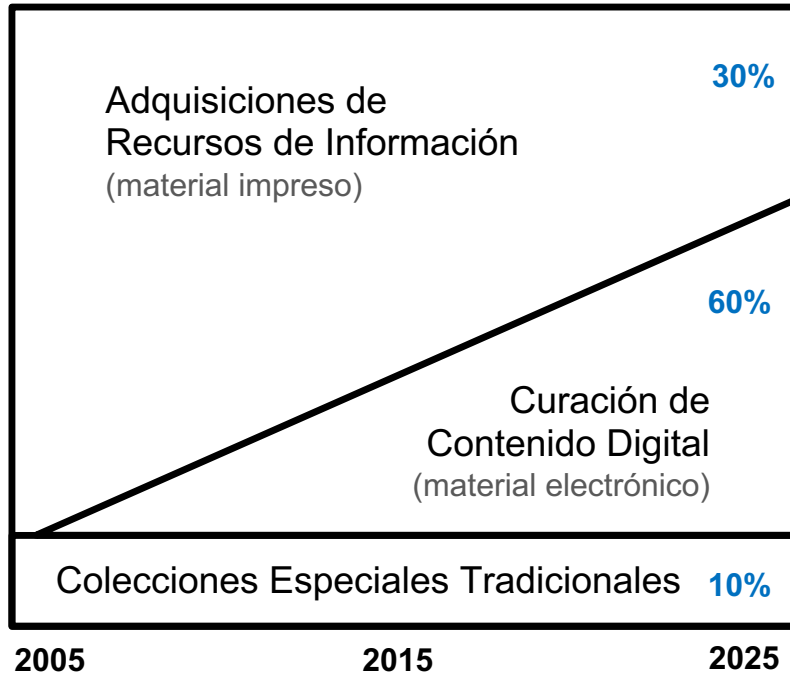 30%
Adquisiciones de
Recursos de Información
(material impreso)
60%
Curación de
Contenido Digital
(material electrónico)
Colecciones Especiales Tradicionales 10%
2005 2015 2025